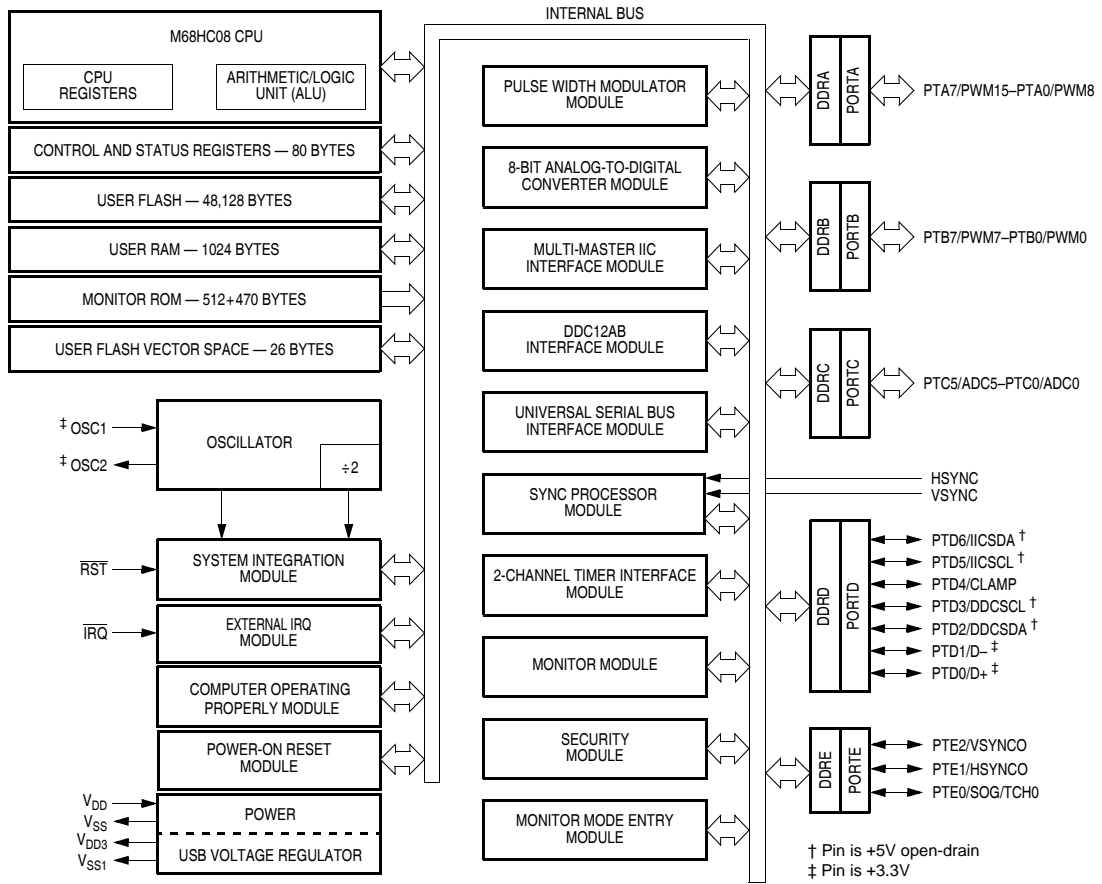 INTERNAL BUS
M68HC08 CPU
CPU
REGISTERS
ARITHMETIC/LOGIC
UNIT (ALU)
CONTROL AND STATUS REGISTERS — 80 BYTES
USER FLASH — 48,128 BYTES
USER RAM — 1024 BYTES
MONITOR ROM — 512+470 BYTES
USER FLASH VECTOR SPACE — 26 BYTES
‡ OSC1
‡ OSC2
OSCILLATOR
÷2
RST
SYSTEM INTEGRATION
MODULE
IRQ
EXTERNAL IRQ
MODULE
COMPUTER OPERATING
PROPERLY MODULE
POWER-ON RESET
MODULE
VDD
VSS
VDD3
VSS1
POWER
USB VOLTAGE REGULATOR
PULSE WIDTH MODULATOR
MODULE
8-BIT ANALOG-TO-DIGITAL
CONVERTER MODULE
MULTI-MASTER IIC
INTERFACE MODULE
DDC12AB
INTERFACE MODULE
UNIVERSAL SERIAL BUS
INTERFACE MODULE
SYNC PROCESSOR
MODULE
2-CHANNEL TIMER INTERFACE
MODULE
MONITOR MODULE
SECURITY
MODULE
MONITOR MODE ENTRY
MODULE
DDRA
PORTA
PTA7/PWM15–PTA0/PWM8
DDRB
PORTB
PTB7/PWM7–PTB0/PWM0
DDRC
PORTC
PTC5/ADC5–PTC0/ADC0
HSYNC
VSYNC
DDRD
PORTD
PTD6/IICSDA †
PTD5/IICSCL †
PTD4/CLAMP
PTD3/DDCSCL †
PTD2/DDCSDA †
PTD1/D– ‡
PTD0/D+ ‡
DDRE
PORTE
PTE2/VSYNCO
PTE1/HSYNCO
PTE0/SOG/TCH0
† Pin is +5V open-drain
‡ Pin is +3.3V